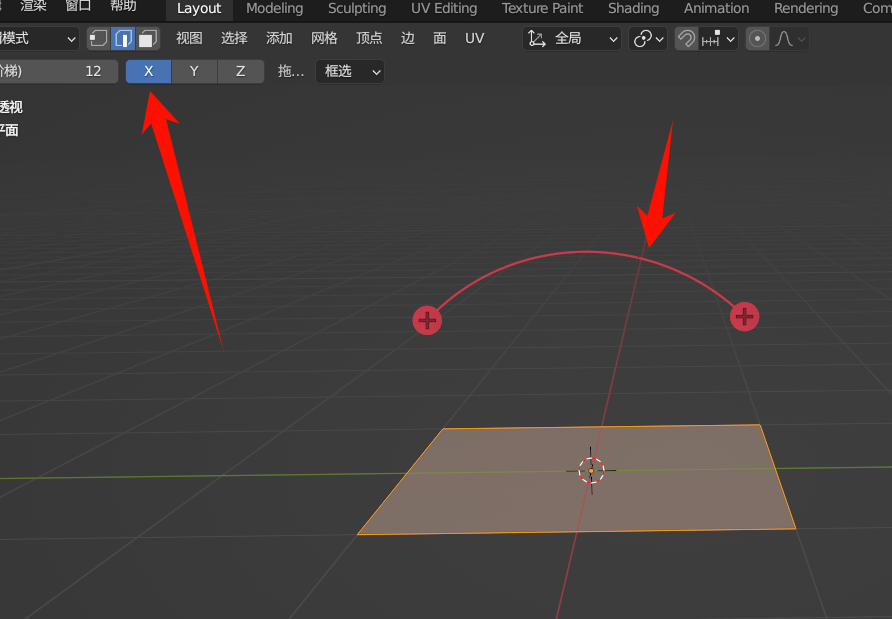 渲染 窗口 帮助 Layout Modeling Sculpting UV Editing Texture Paint Shading Animation Rendering Com
模式 视图 选择 添加 网格 顶点 边 面 UV 全局
阶梯) 12 X Y Z 拖... 框选
透视
平面